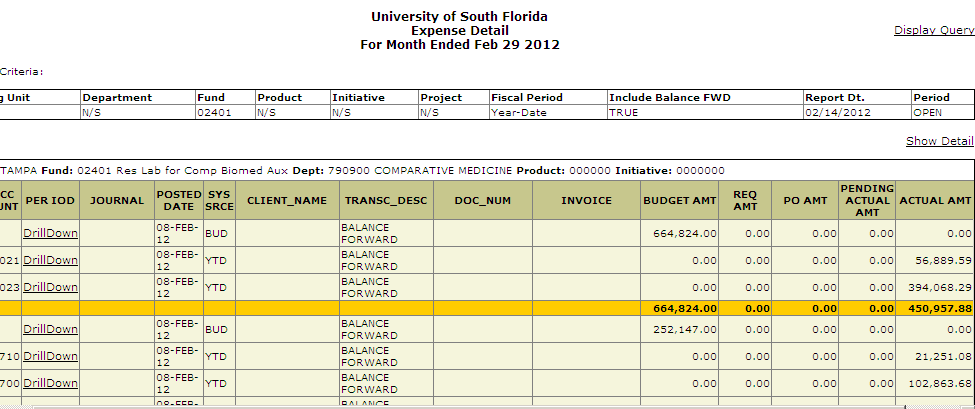 University of South Florida
Expense Detail
For Month Ended Feb 29 2012
Display Query
Criteria:
g Unit Department Fund Product Initiative Project Fiscal Period Include Balance FWD Report Dt. Period
N/S 02401 N/S N/S N/S Year-Date TRUE 02/14/2012 OPEN
Show Detail
TAMPA Fund: 02401 Res Lab for Comp Biomed Aux Dept: 790900 COMPARATIVE MEDICINE Product: 000000 Initiative: 0000000
CC UNT PER IOD JOURNAL POSTED DATE SYS SRCE CLIENT_NAME TRANSC_DESC DOC_NUM INVOICE BUDGET AMT REQ AMT PO AMT PENDING ACTUAL AMT ACTUAL AMT
DrillDown 08-FEB-12 BUD BALANCE FORWARD 664,824.00 0.00 0.00 0.00 0.00
021 DrillDown 08-FEB-12 YTD BALANCE FORWARD 0.00 0.00 0.00 0.00 56,889.59
023 DrillDown 08-FEB-12 YTD BALANCE FORWARD 0.00 0.00 0.00 0.00 394,068.29
664,824.00 0.00 0.00 0.00 450,957.88
DrillDown 08-FEB-12 BUD BALANCE FORWARD 252,147.00 0.00 0.00 0.00 0.00
710 DrillDown 08-FEB-12 YTD BALANCE FORWARD 0.00 0.00 0.00 0.00 21,251.08
700 DrillDown 08-FEB-12 YTD BALANCE FORWARD 0.00 0.00 0.00 0.00 102,863.68
08-FEB- BALANCE